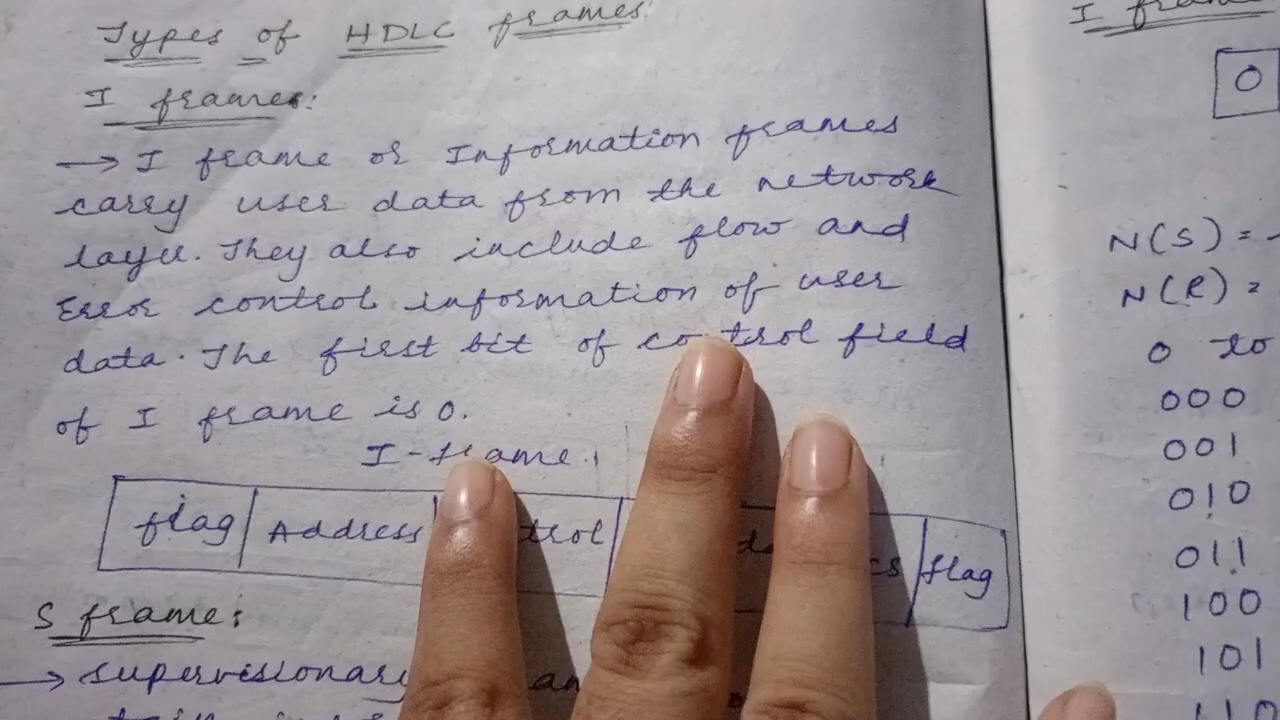 Types of HDLC frames:
I frames:
→ I frame or Information frames
carry user data from the network
layer. They also include flow and
Error control information of user
data. The first bit of control field
of I frame is 0.
I-frame.
flag Address flag
S frame:
→ supervisionary
I frame
0
N(S) =
N(R) =
0 to
000
001
010
011
100
101
110